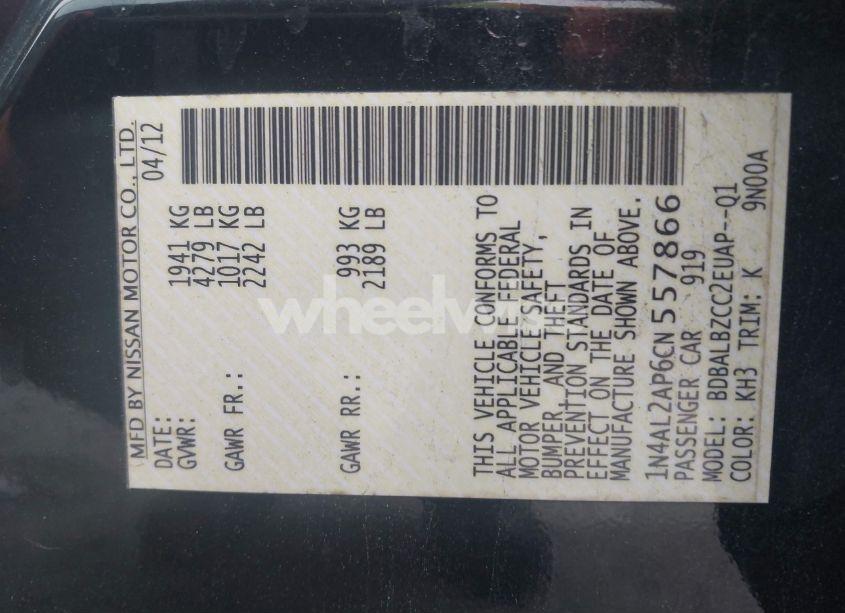 MFD BY NISSAN MOTOR CO., LTD.
DATE: 04/12
GVWR: 1941 KG
4279 LB
GAWR FR.: 1017 KG
2242 LB
GAWR RR.: 993 KG
2189 LB
THIS VEHICLE CONFORMS TO
ALL APPLICABLE FEDERAL
MOTOR VEHICLE SAFETY,
BUMPER, AND THEFT
PREVENTION STANDARDS IN
EFFECT ON THE DATE OF
MANUFACTURE SHOWN ABOVE.
1N4AL2AP6CN557866
PASSENGER CAR 919
MODEL: BDBALBZCC2EUAP--Q1
COLOR: KH3 TRIM: K 9N00A